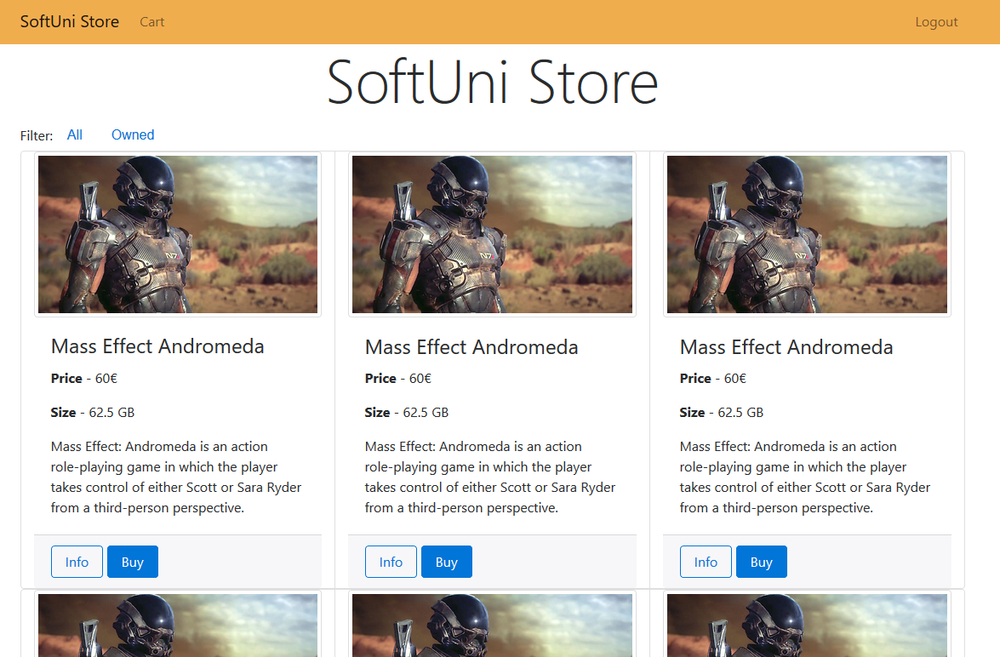 SoftUni Store Cart Logout
SoftUni Store
Filter: All Owned
N7 N7 N7
Mass Effect Andromeda
Price - 60€
Size - 62.5 GB
Mass Effect: Andromeda is an action
role-playing game in which the player
takes control of either Scott or Sara Ryder
from a third-person perspective.
Info Buy
Mass Effect Andromeda
Price - 60€
Size - 62.5 GB
Mass Effect: Andromeda is an action
role-playing game in which the player
takes control of either Scott or Sara Ryder
from a third-person perspective.
Info Buy
Mass Effect Andromeda
Price - 60€
Size - 62.5 GB
Mass Effect: Andromeda is an action
role-playing game in which the player
takes control of either Scott or Sara Ryder
from a third-person perspective.
Info Buy